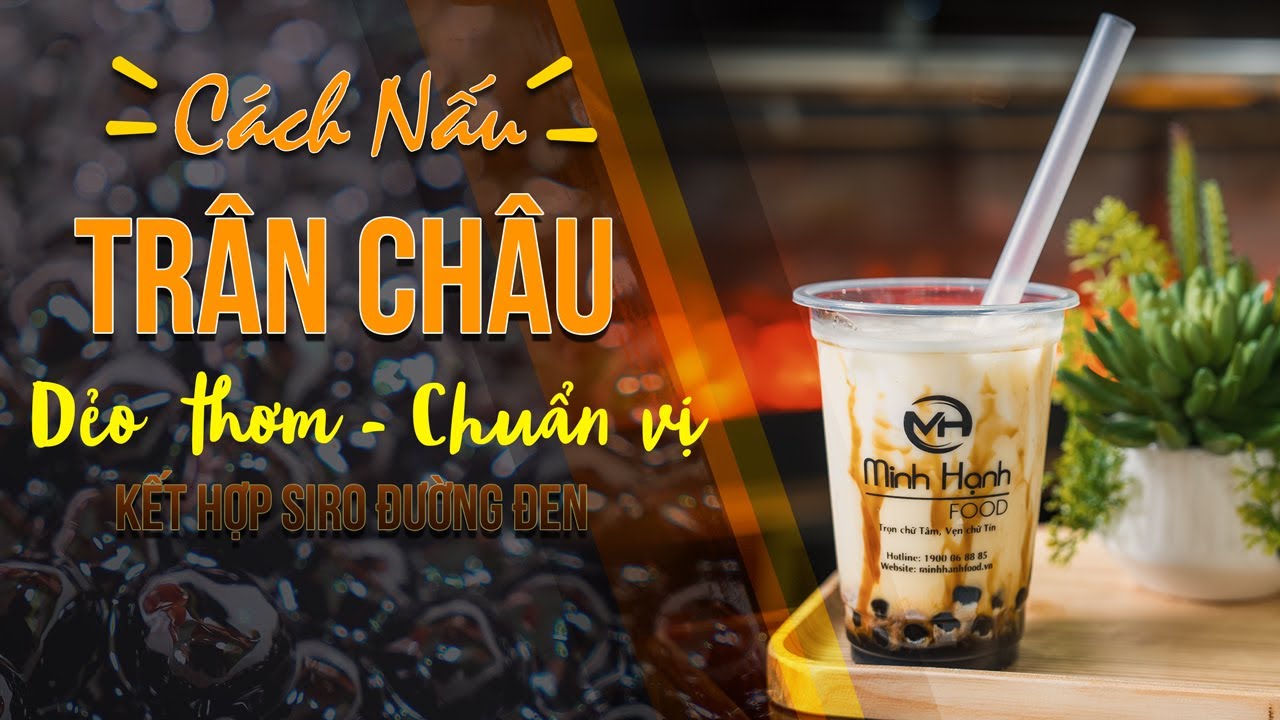 Cách Nấu
TRÂN CHÂU
Dẻo thơm - Chuẩn vị
KẾT HỢP SIRO ĐƯỜNG ĐEN
MH
Minh Hạnh
FOOD
Trọn chữ Tâm, Vẹn chữ Tín
Hotline: 1900 06 88 85
Website: minhhanhfood.vn